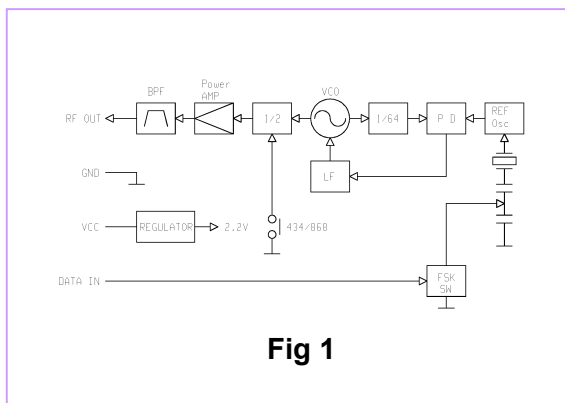 BPF
Power
AMP
VCO
RF OUT
1/2
1/64
P D
REF
Osc
LF
GND
VCC
REGULATOR
2.2V
434/868
DATA IN
FSK
SW
Fig 1